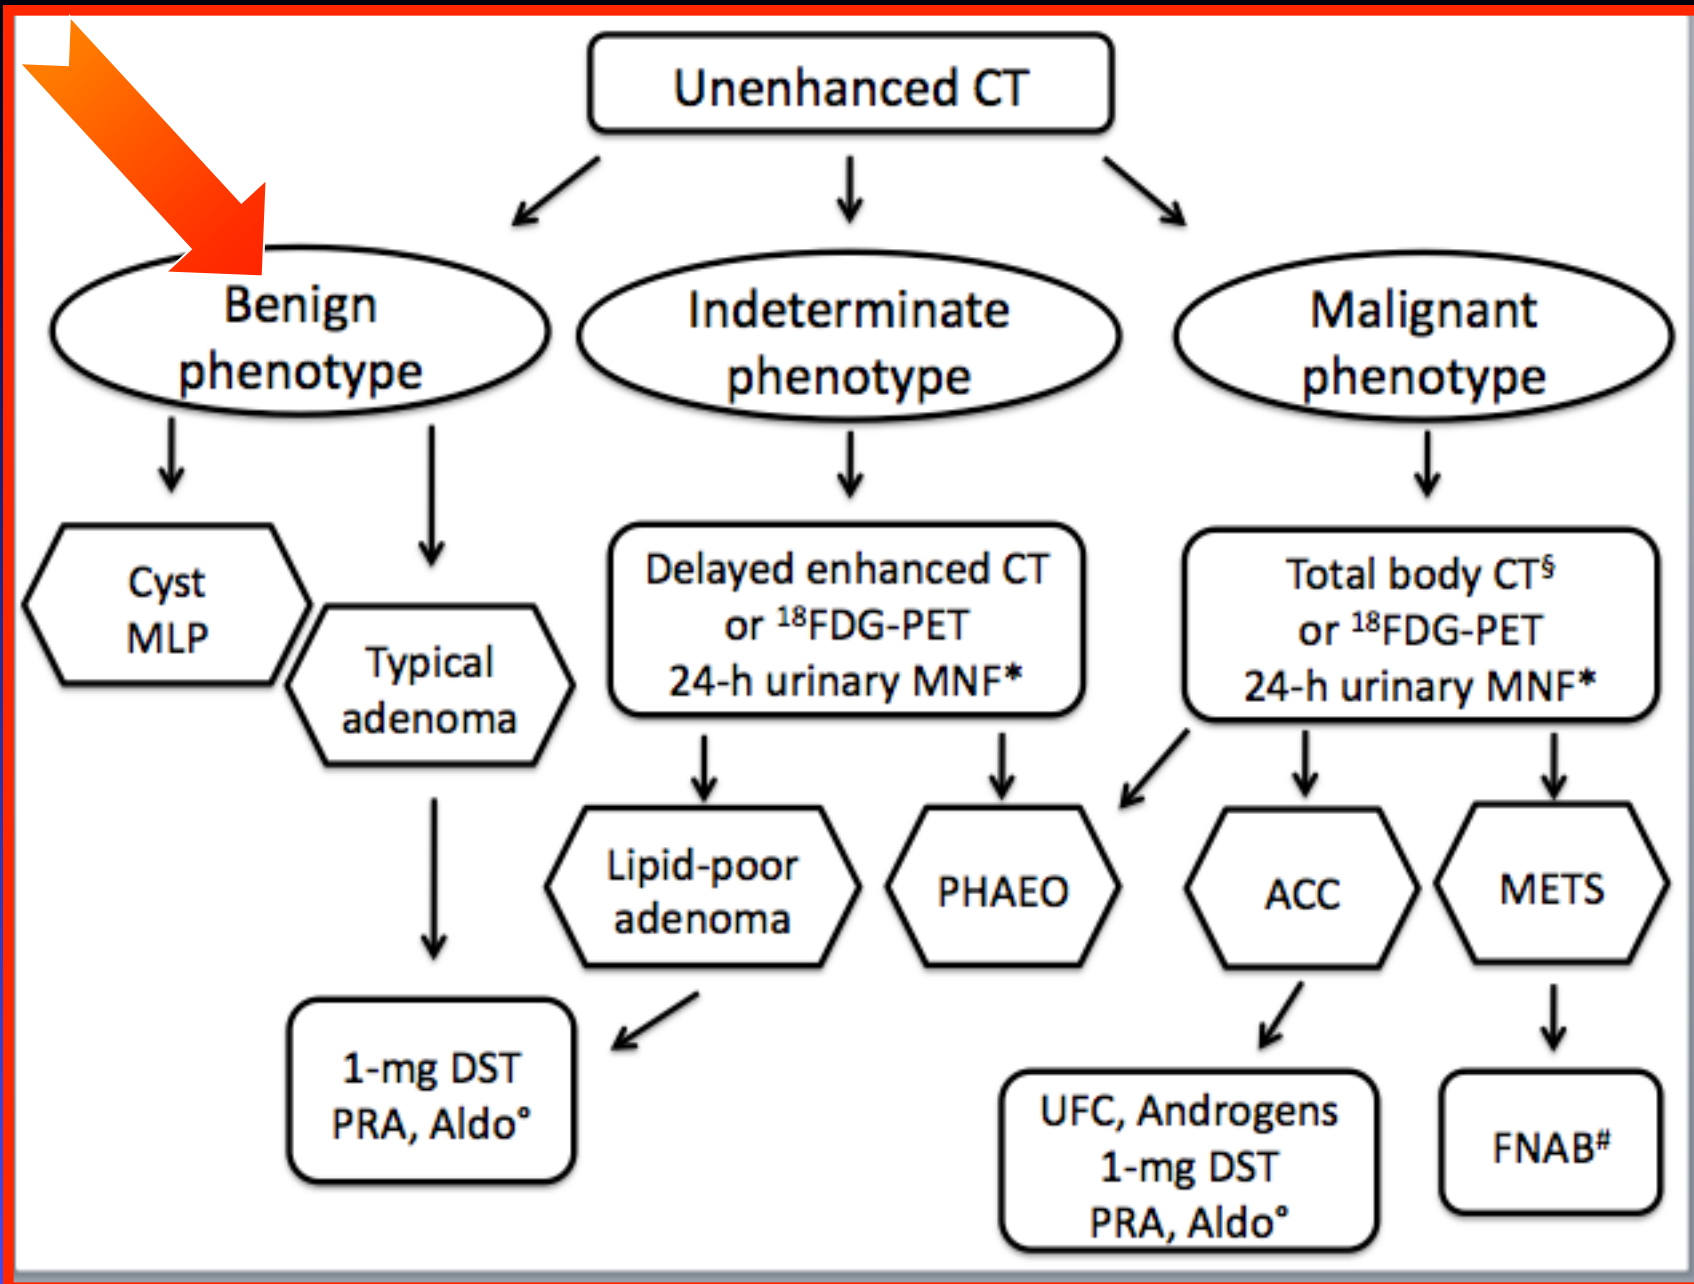 Unenhanced CT
Benign
phenotype
Indeterminate
phenotype
Malignant
phenotype
Cyst
MLP
Typical
adenoma
Delayed enhanced CT
or ¹⁸FDG-PET
24-h urinary MNF*
Total body CT§
or ¹⁸FDG-PET
24-h urinary MNF*
Lipid-poor
adenoma
PHAEO
ACC
METS
1-mg DST
PRA, Aldo°
UFC, Androgens
1-mg DST
PRA, Aldo°
FNAB#